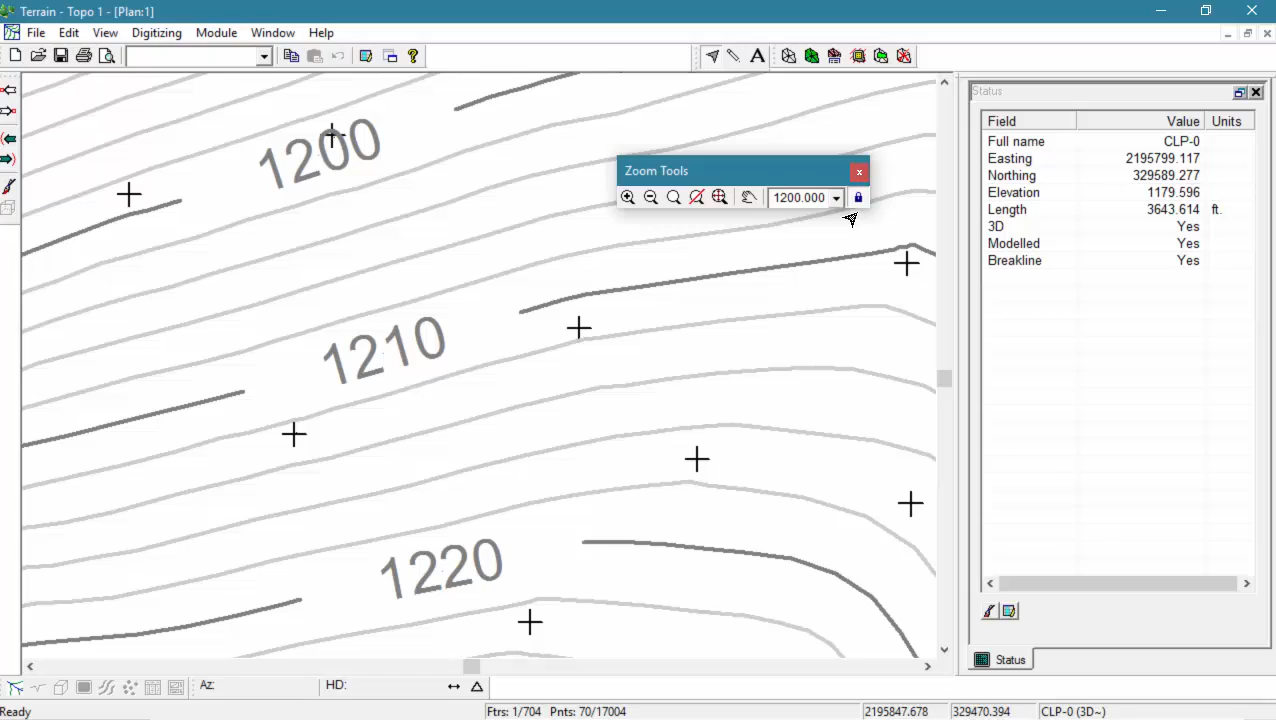 Terrain - Topo 1 - [Plan:1]
File Edit View Digitizing Module Window Help
A
?
Status
Zoom Tools
1200.000
Field Value Units
Full name CLP-0
Easting 2195799.117
Northing 329589.277
Elevation 1179.596
Length 3643.614 ft.
3D Yes
Modelled Yes
Breakline Yes
1200
1210
1220
Status
Az: HD:
Ready Ftrs: 1/704 Pnts: 70/17004 2195847.678 329470.394 CLP-0 (3D~)